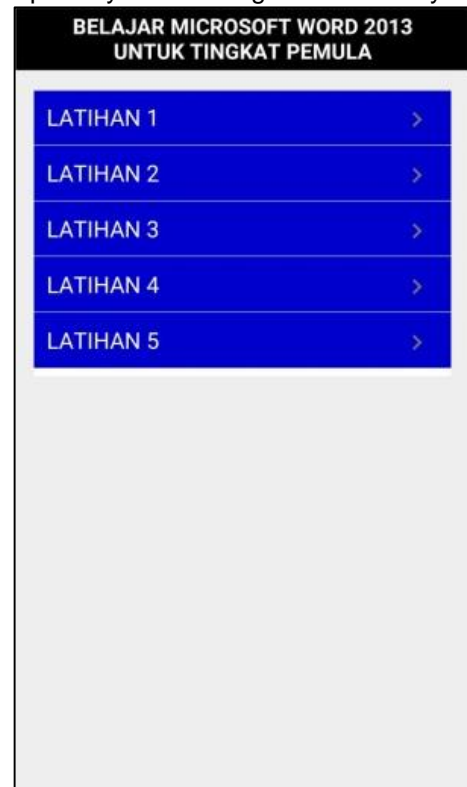 BELAJAR MICROSOFT WORD 2013
UNTUK TINGKAT PEMULA
LATIHAN 1
LATIHAN 2
LATIHAN 3
LATIHAN 4
LATIHAN 5